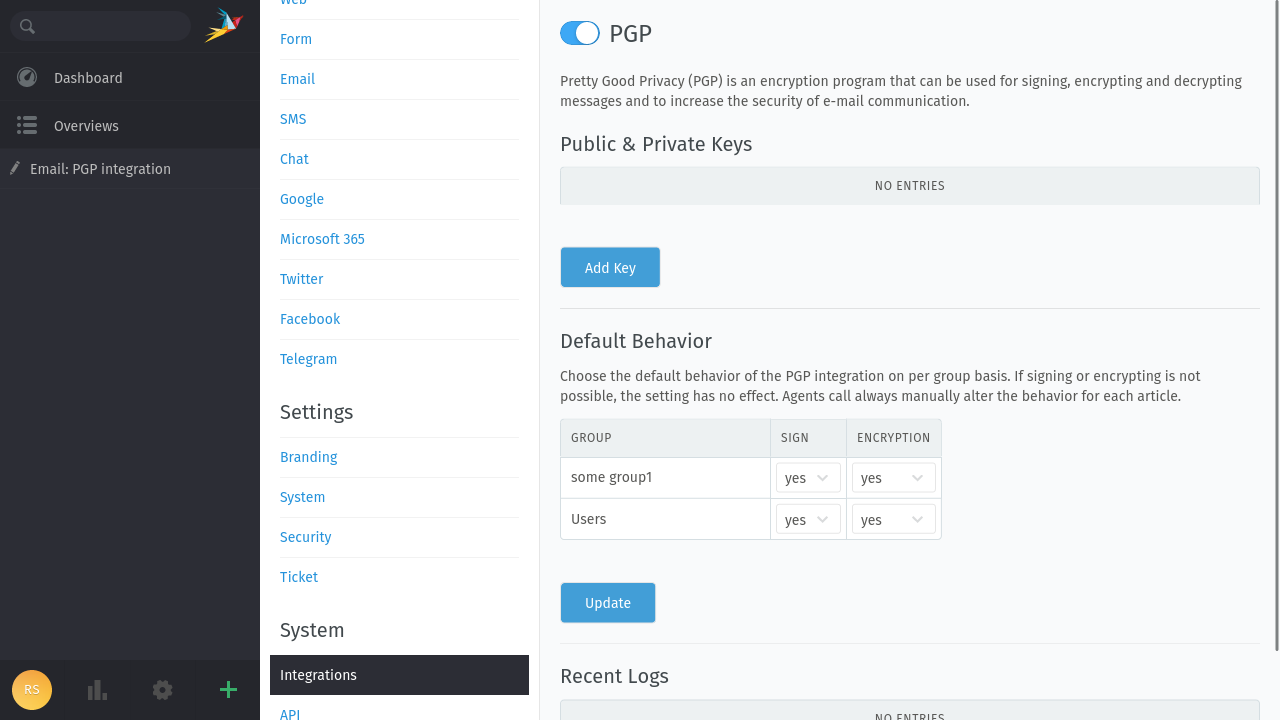 Dashboard
Overviews
Email: PGP integration
RS
Web
Form
Email
SMS
Chat
Google
Microsoft 365
Twitter
Facebook
Telegram
Settings
Branding
System
Security
Ticket
System
Integrations
API
PGP
Pretty Good Privacy (PGP) is an encryption program that can be used for signing, encrypting and decrypting
messages and to increase the security of e-mail communication.
Public & Private Keys
NO ENTRIES
Add Key
Default Behavior
Choose the default behavior of the PGP integration on per group basis. If signing or encrypting is not
possible, the setting has no effect. Agents call always manually alter the behavior for each article.
GROUP SIGN ENCRYPTION
some group1 yes yes
Users yes yes
Update
Recent Logs
NO ENTRIES